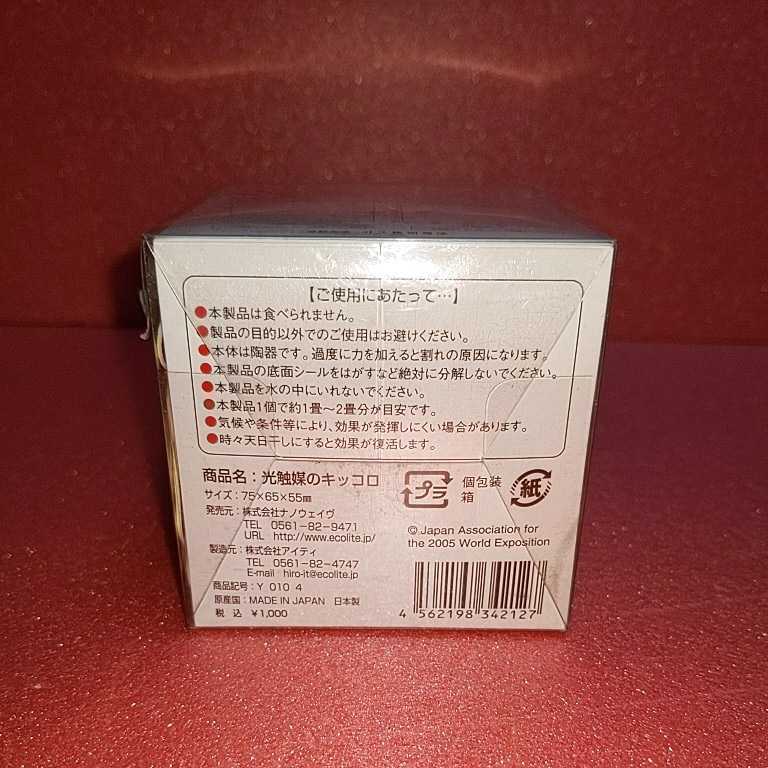 【ご使用にあたって…】
●本製品は食べられません。
●製品の目的以外でのご使用はお避けください。
●本体は陶器です。過度に力を加えると割れの原因になります。
●本製品の底面シールをはがすなど絶対に分解しないでください。
●本製品を水の中にいれないでください。
●本製品1個で約1畳～2畳分が目安です。
●気候や条件等により、効果が発揮しにくい場合があります。
●時々天日干しにすると効果が復活します。
商品名：光触媒のキッコロ
サイズ：75×65×55㎜
発売元：株式会社ナノウェイヴ
TEL 0561-82-9471
URL http://www.ecolite.jp/
製造元：株式会社アイティ
TEL 0561-82-4747
E-mail hiro-it@ecolite.jp
商品記号：Y 010 4
原産国：MADE IN JAPAN 日本製
税 込 ¥1,000
プラ
個包装
箱
紙
© Japan Association for
the 2005 World Exposition
4 562198 342127